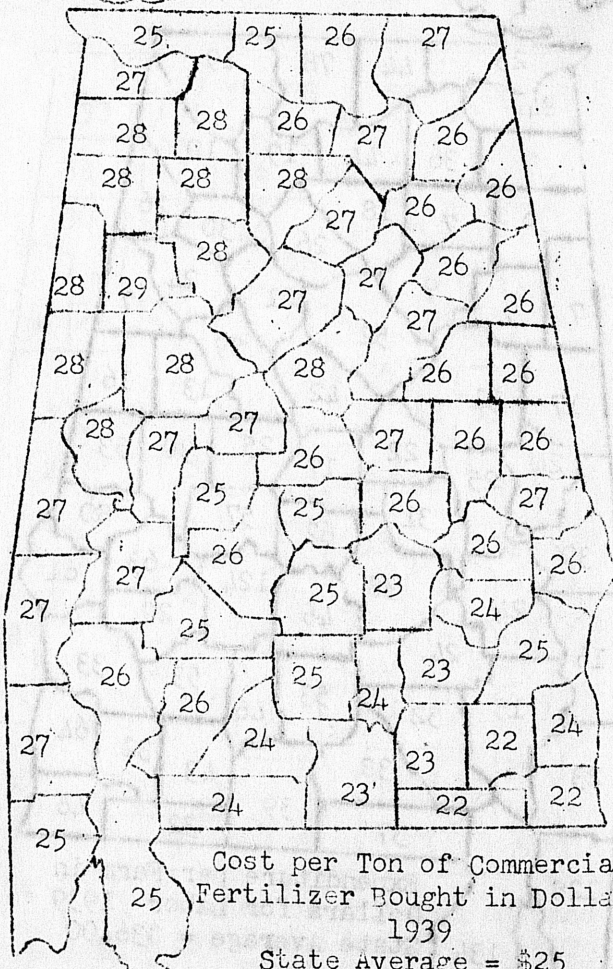 25 25 26 27
27
28 28 26 27 26
28 28 28 27 26 26
28 29 28 27 27 26 26
27
28 28 28 26 26
28 27 27 26 27 26 26
27 25 25 26 27
27 26 25 23 26 26
27 25 24 25
26 26 25 24 23
27 24 23 22 24
24 23 22 22
25
25
Cost per Ton of Commercia
Fertilizer Bought in Dolla
1939
State Average = $25